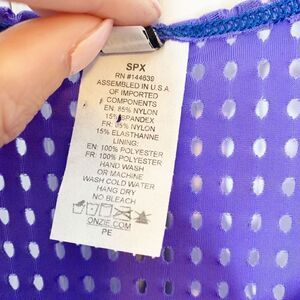 SPX
RN #144639
ASSEMBLED IN U.S.A
OF IMPORTED
COMPONENTS
EN: 85% NYLON
15% SPANDEX
FR: 85% NYLON
15% ELASTHANNE
LINING:
EN: 100% POLYESTER
FR: 100% POLYESTER
HAND WASH
OR MACHINE
WASH COLD WATER
HANG DRY
NO BLEACH
ONZIE.COM
PE